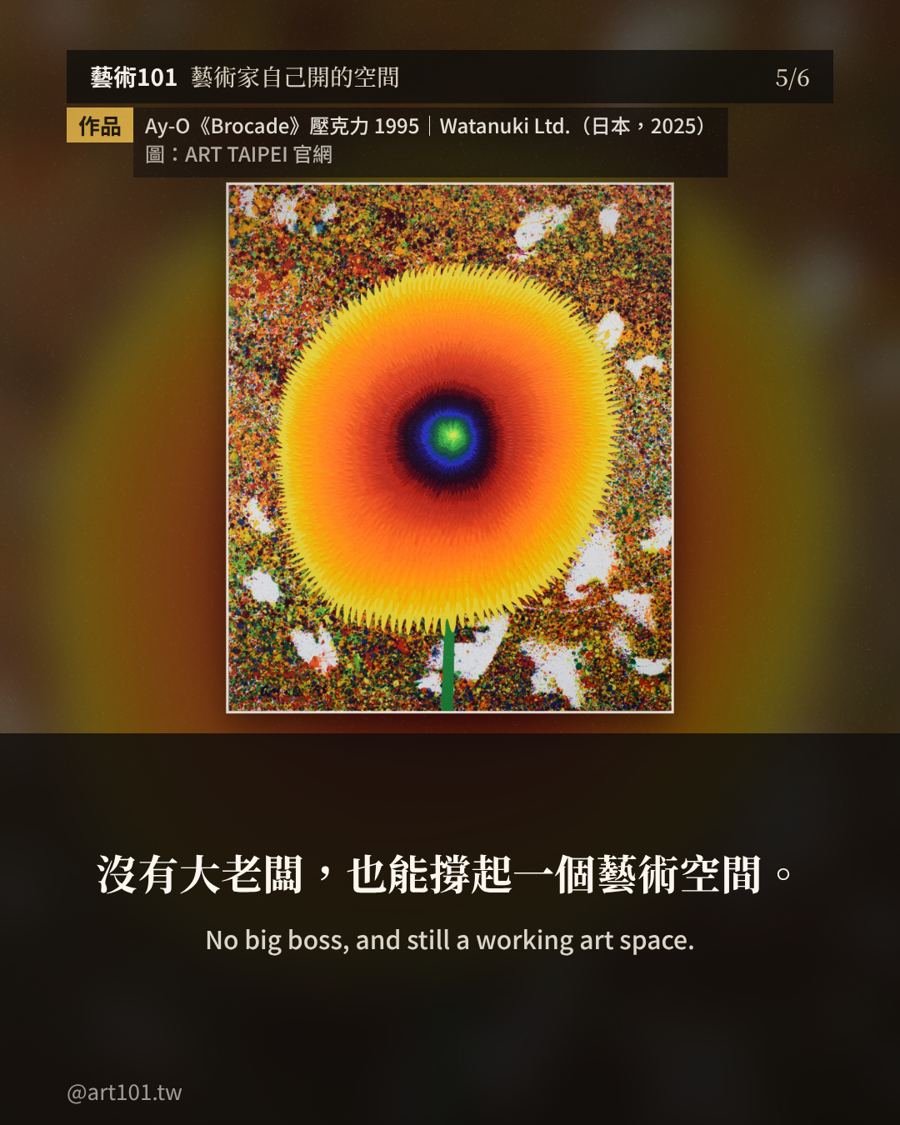 藝術101 藝術家自己開的空間 5/6
作品 Ay-O《Brocade》壓克力 1995｜Watanuki Ltd.（日本，2025）
圖：ART TAIPEI 官網
沒有大老闆，也能撐起一個藝術空間。
No big boss, and still a working art space.
@art101.tw